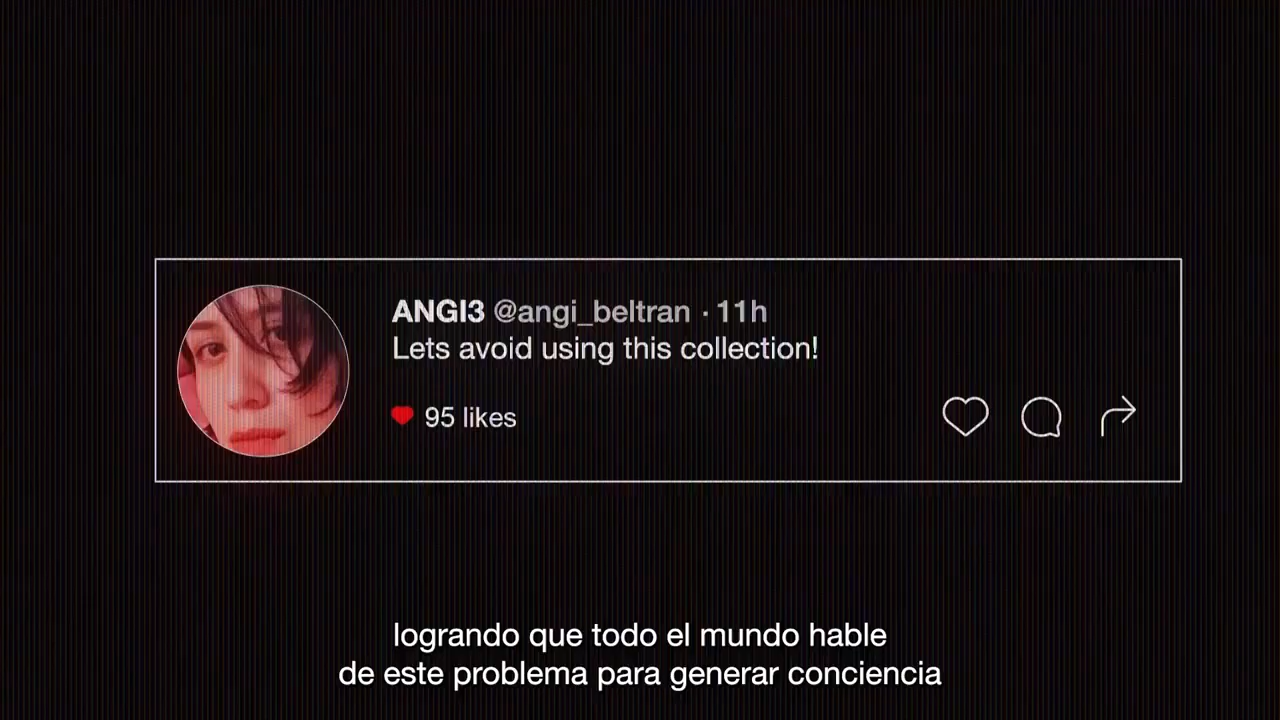 ANGI3 @angi_beltran · 11h
Lets avoid using this collection!
95 likes
logrando que todo el mundo hable
de este problema para generar conciencia